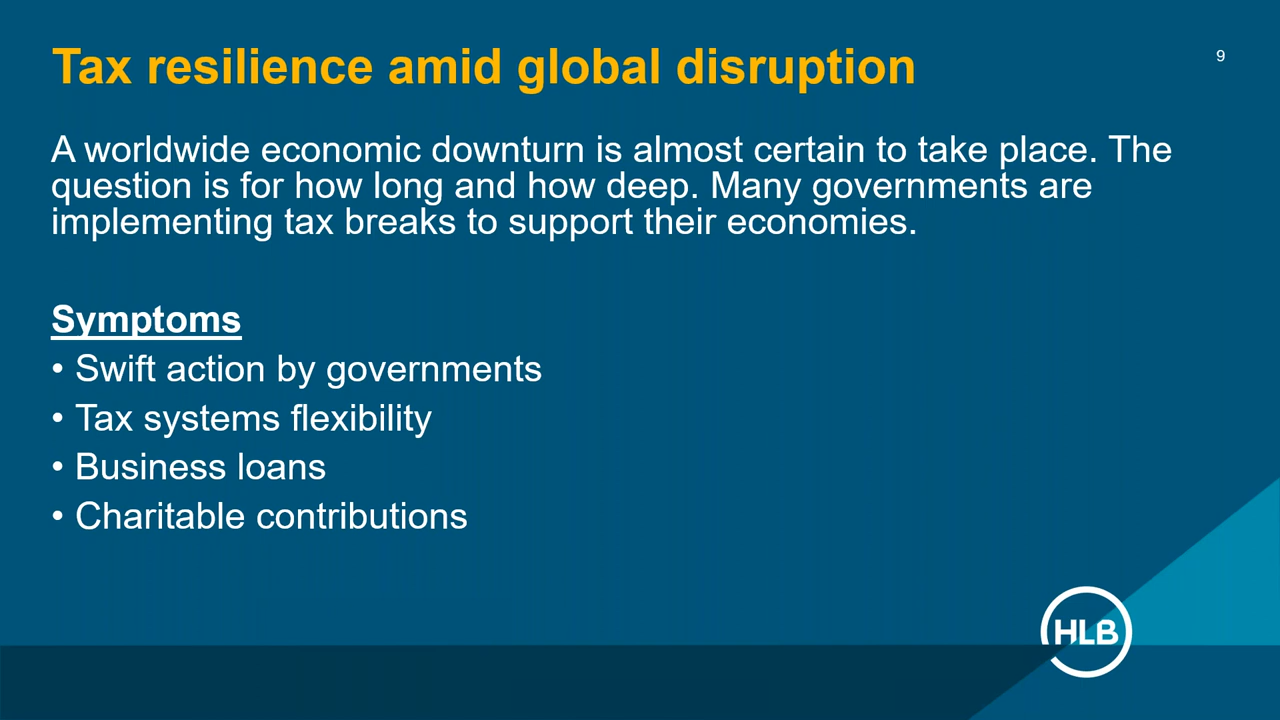 Tax resilience amid global disruption
9
A worldwide economic downturn is almost certain to take place. The
question is for how long and how deep. Many governments are
implementing tax breaks to support their economies.
Symptoms
• Swift action by governments
• Tax systems flexibility
• Business loans
• Charitable contributions
HLB